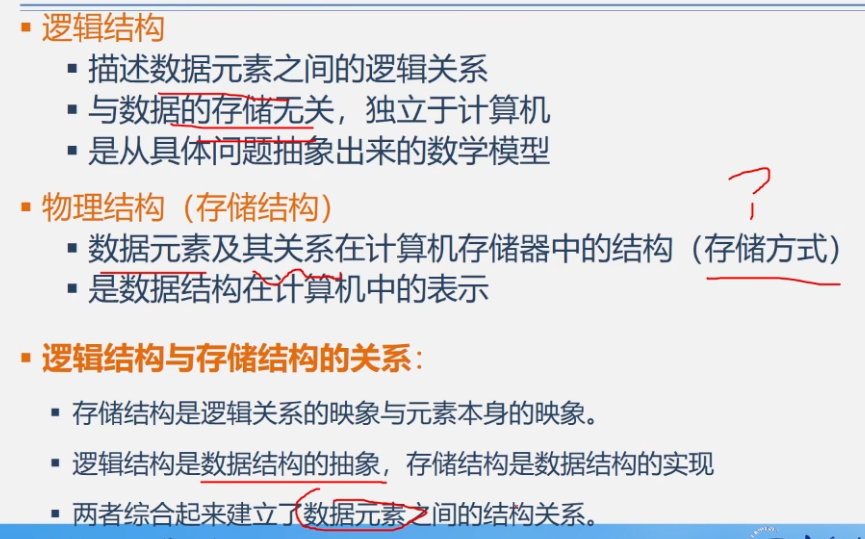 逻辑结构
描述数据元素之间的逻辑关系
与数据的存储无关，独立于计算机
是从具体问题抽象出来的数学模型
?
物理结构（存储结构）
数据元素及其关系在计算机存储器中的结构（存储方式）
是数据结构在计算机中的表示
逻辑结构与存储结构的关系：
存储结构是逻辑关系的映象与元素本身的映象。
逻辑结构是数据结构的抽象，存储结构是数据结构的实现
两者综合起来建立了数据元素之间的结构关系。